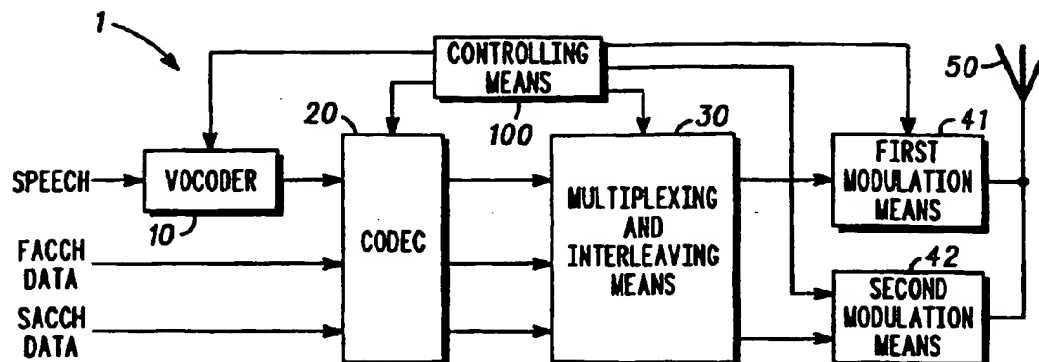 1
CONTROLLING
MEANS
100
50
20
30
41
SPEECH
VOCODER
10
CODEC
MULTIPLEXING
AND
INTERLEAVING
MEANS
FIRST
MODULATION
MEANS
FACCH
DATA
SACCH
DATA
42
SECOND
MODULATION
MEANS